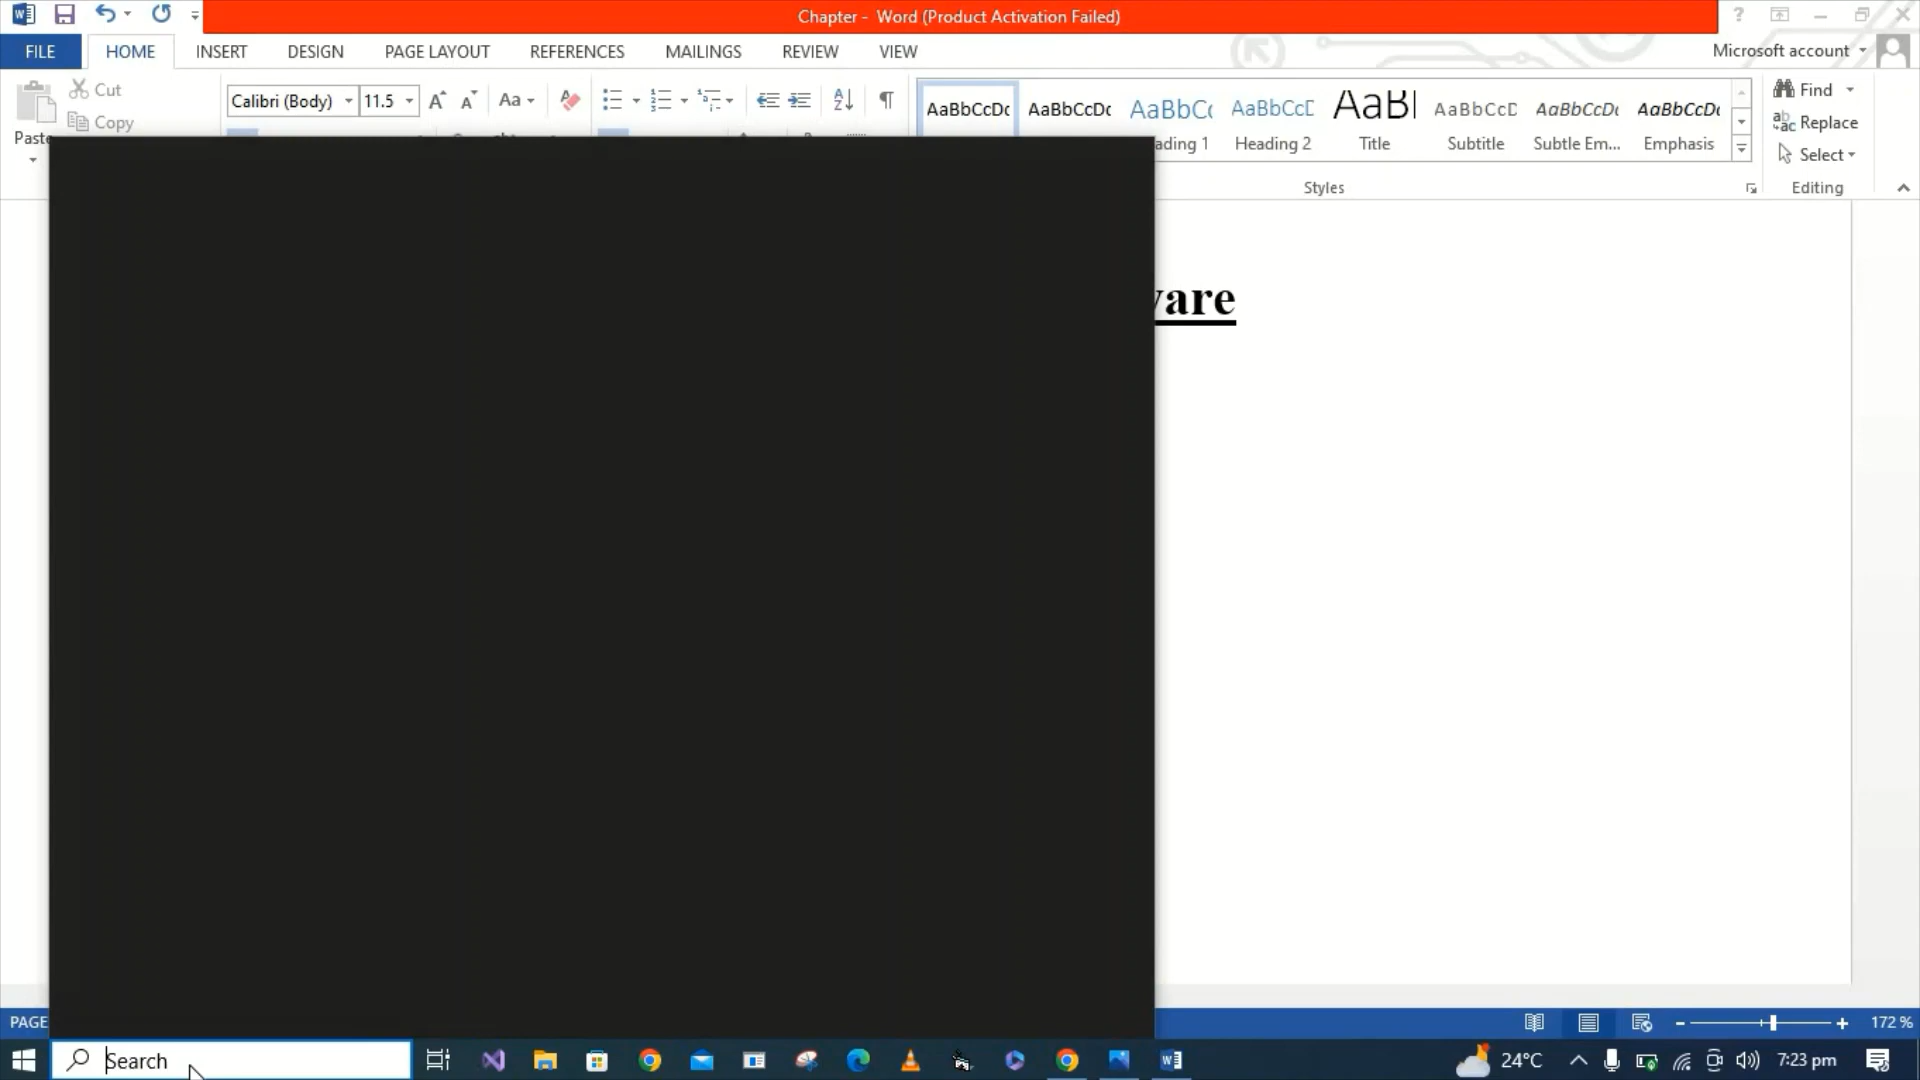 Chapter - Word (Product Activation Failed)
FILE HOME INSERT DESIGN PAGE LAYOUT REFERENCES MAILINGS REVIEW VIEW Microsoft account
Cut
Copy
Paste
Calibri (Body) 11.5 Aa
AaBbCcDc AaBbCcDc AaBbCc AaBbCcD AaBl AaBbCcD AaBbCcDc AaBbCcDc
ading 1 Heading 2 Title Subtitle Subtle Em... Emphasis
Styles
Find
Replace
Select
Editing
vare
PAGE
172 %
Search
24°C
7:23 pm